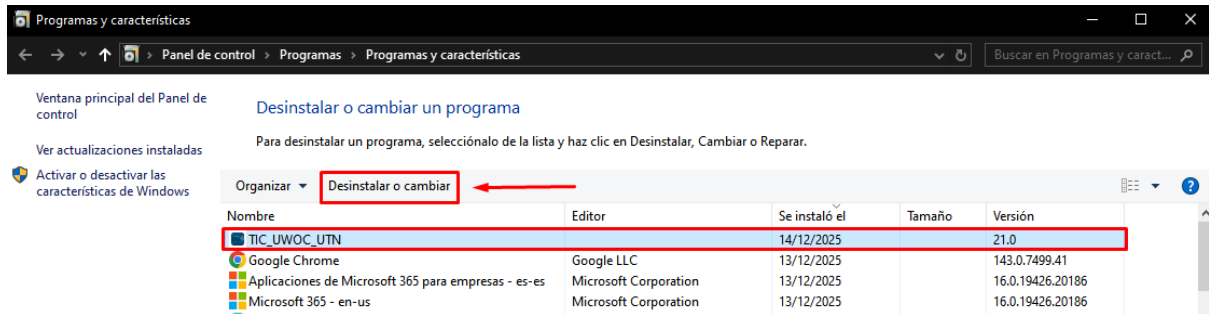 Programas y características
Panel de control > Programas > Programas y características
Buscar en Programas y caract...
Ventana principal del Panel de
control
Ver actualizaciones instaladas
Activar o desactivar las
características de Windows
Desinstalar o cambiar un programa
Para desinstalar un programa, selecciónalo de la lista y haz clic en Desinstalar, Cambiar o Reparar.
Organizar Desinstalar o cambiar
Nombre Editor Se instaló el Tamaño Versión
TIC_UWOC_UTN 14/12/2025 21.0
Google Chrome Google LLC 13/12/2025 143.0.7499.41
Aplicaciones de Microsoft 365 para empresas - es-es Microsoft Corporation 13/12/2025 16.0.19426.20186
Microsoft 365 - en-us Microsoft Corporation 13/12/2025 16.0.19426.20186